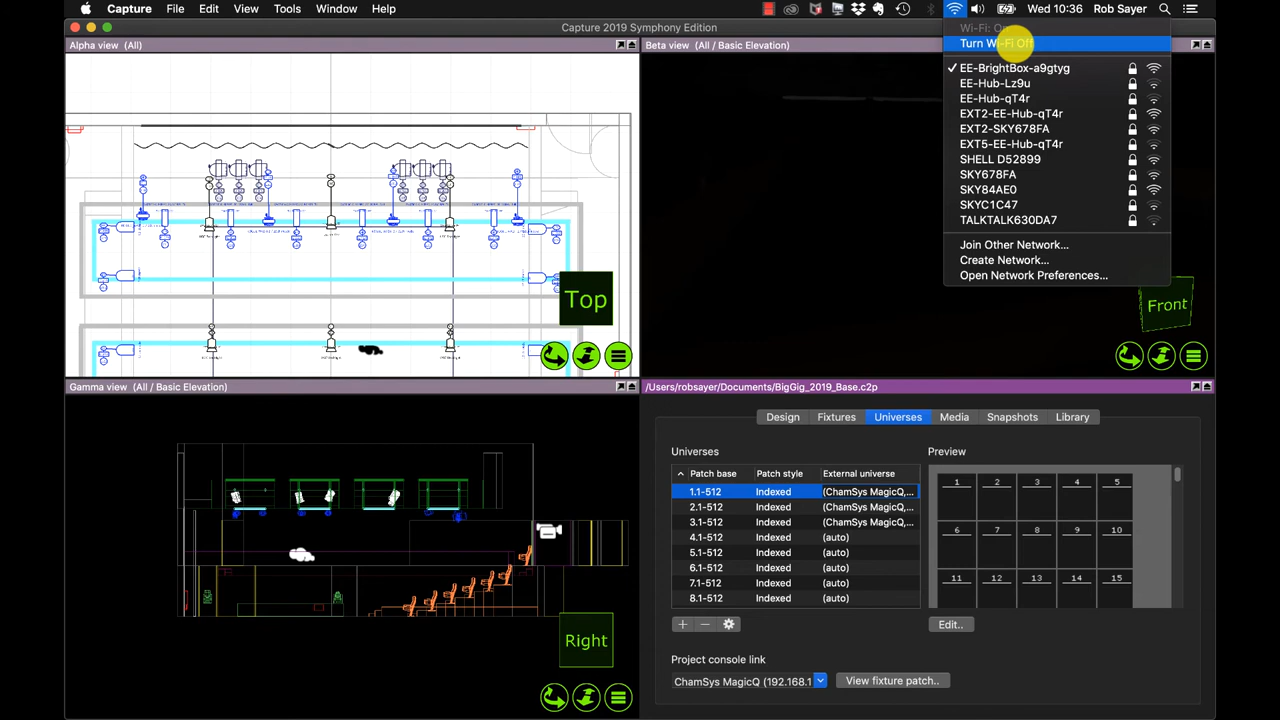 Capture File Edit View Tools Window Help Wed 10:36 Rob Sayer
Capture 2019 Symphony Edition
Alpha view (All)
Beta view (All / Basic Elevation)
Wi-Fi: On
Turn Wi-Fi Off
EE-BrightBox-a9gtyg
EE-Hub-Lz9u
EE-Hub-qT4r
EXT2-EE-Hub-qT4r
EXT2-SKY678FA
EXT5-EE-Hub-qT4r
SHELL D52899
SKY678FA
SKY84AE0
SKYC1C47
TALKTALK630DA7
Join Other Network...
Create Network...
Open Network Preferences...
Top
Front
Gamma view (All / Basic Elevation)
Right
/Users/robsayer/Documents/BigGig_2019_Base.c2p
Design Fixtures Universes Media Snapshots Library
Universes
Patch base Patch style External universe
1.1-512 Indexed (ChamSys MagicQ,...
2.1-512 Indexed (ChamSys MagicQ,...
3.1-512 Indexed (ChamSys MagicQ,...
4.1-512 Indexed (auto)
5.1-512 Indexed (auto)
6.1-512 Indexed (auto)
7.1-512 Indexed (auto)
8.1-512 Indexed (auto)
Preview
1 2 3 4 5
6 7 8 9 10
11 12 13 14 15
Edit..
Project console link
ChamSys MagicQ (192.168.1
View fixture patch..